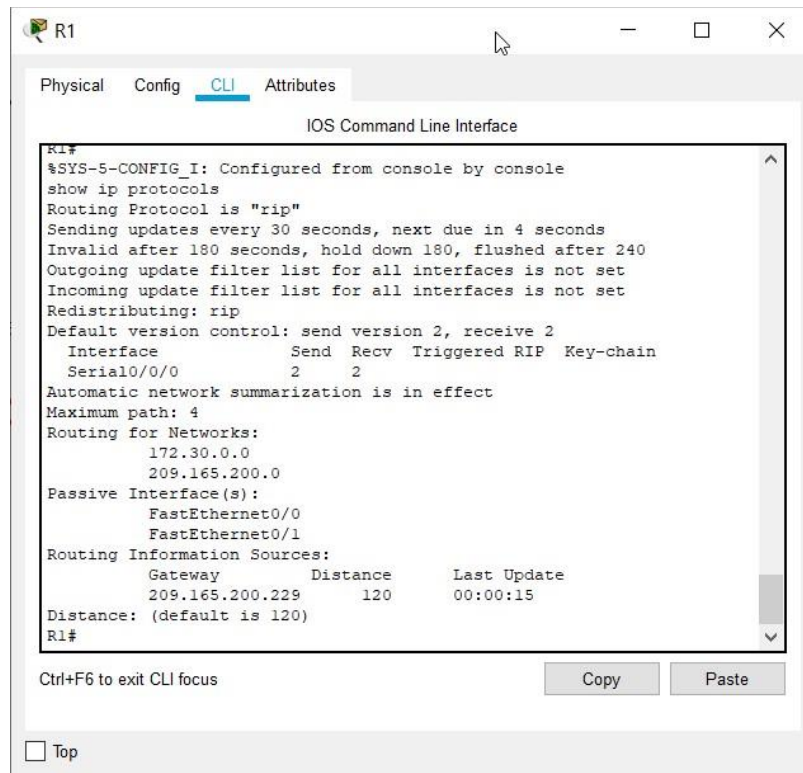 R1
Physical Config CLI Attributes
IOS Command Line Interface
R1#
%SYS-5-CONFIG_I: Configured from console by console
show ip protocols
Routing Protocol is "rip"
Sending updates every 30 seconds, next due in 4 seconds
Invalid after 180 seconds, hold down 180, flushed after 240
Outgoing update filter list for all interfaces is not set
Incoming update filter list for all interfaces is not set
Redistributing: rip
Default version control: send version 2, receive 2
Interface Send Recv Triggered RIP Key-chain
Serial0/0/0 2 2
Automatic network summarization is in effect
Maximum path: 4
Routing for Networks:
172.30.0.0
209.165.200.0
Passive Interface(s):
FastEthernet0/0
FastEthernet0/1
Routing Information Sources:
Gateway Distance Last Update
209.165.200.229 120 00:00:15
Distance: (default is 120)
R1#
Ctrl+F6 to exit CLI focus
Copy Paste
Top